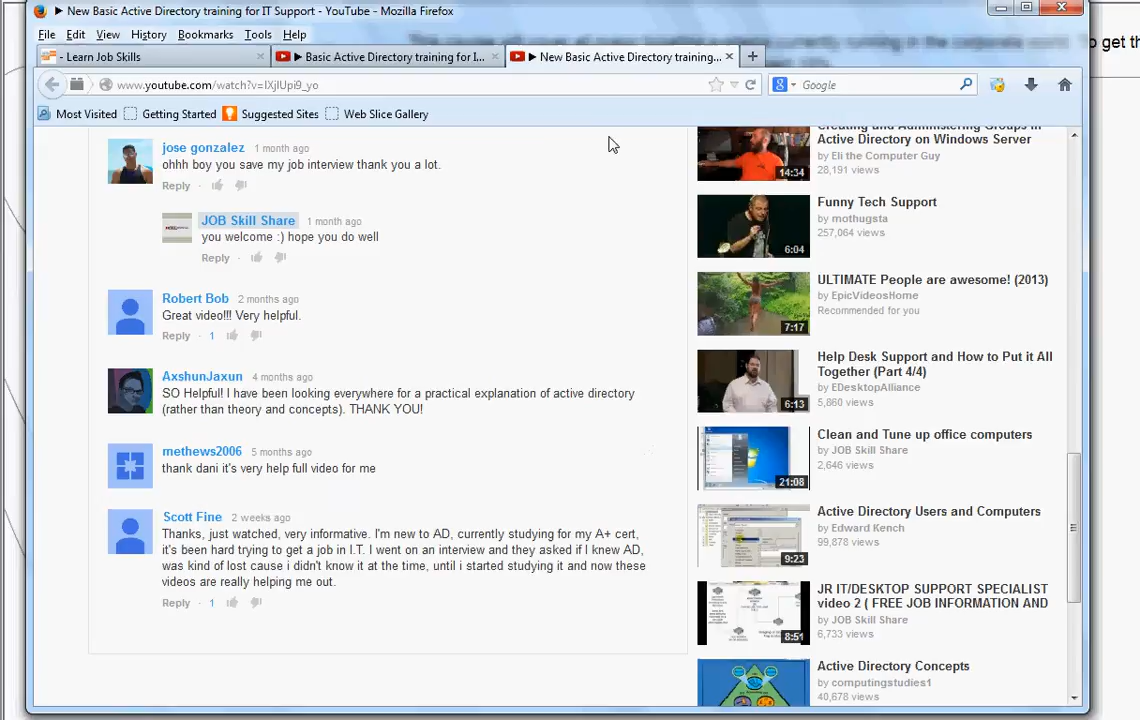 New Basic Active Directory training for IT Support - YouTube - Mozilla Firefox
File Edit View History Bookmarks Tools Help
- Learn Job Skills
Basic Active Directory training for I...
New Basic Active Directory training...
www.youtube.com/watch?v=IXjlUpi9_yo
Google
Most Visited Getting Started Suggested Sites Web Slice Gallery
jose gonzalez 1 month ago
ohhh boy you save my job interview thank you a lot.
Reply
JOB Skill Share 1 month ago
you welcome :) hope you do well
Reply
Robert Bob 2 months ago
Great video!!! Very helpful.
Reply · 1
AxshunJaxun 4 months ago
SO Helpful! I have been looking everywhere for a practical explanation of active directory
(rather than theory and concepts). THANK YOU!
methews2006 5 months ago
thank dani it's very help full video for me
Scott Fine 2 weeks ago
Thanks, just watched, very informative. I'm new to AD, currently studying for my A+ cert,
it's been hard trying to get a job in I.T. I went on an interview and they asked if I knew AD,
was kind of lost cause i didn't know it at the time, until i started studying it and now these
videos are really helping me out.
Reply · 1
Creating and Administering Groups in
Active Directory on Windows Server
by Eli the Computer Guy
28,191 views
14:34
Funny Tech Support
by mothugsta
257,064 views
6:04
ULTIMATE People are awesome! (2013)
by EpicVideosHome
Recommended for you
7:17
Help Desk Support and How to Put it All
Together (Part 4/4)
by EDesktopAlliance
5,860 views
6:13
Clean and Tune up office computers
by JOB Skill Share
2,646 views
21:08
Active Directory Users and Computers
by Edward Kench
99,878 views
9:23
JR IT/DESKTOP SUPPORT SPECIALIST
video 2 ( FREE JOB INFORMATION AND
by JOB Skill Share
6,733 views
8:51
Active Directory Concepts
by computingstudies1
40,678 views
o get th